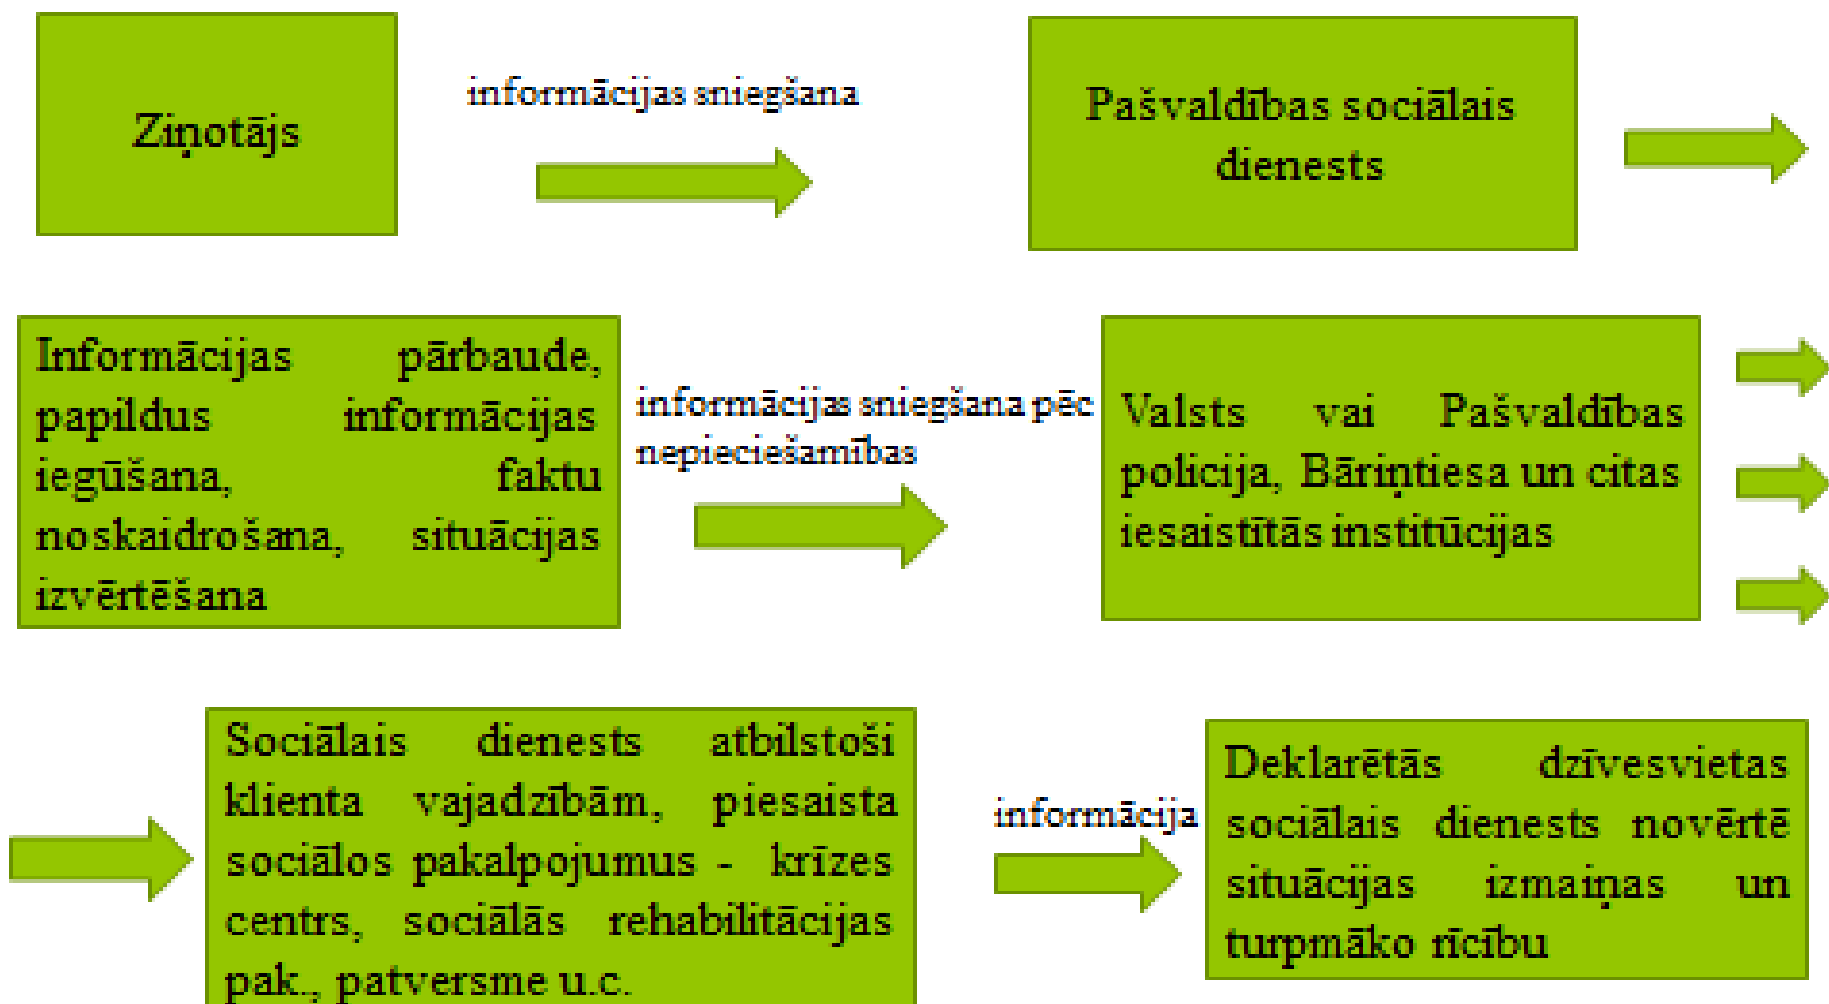 Ziņotājs
informācijas sniegšana
Pašvaldības sociālais
dienests
Informācijas pārbaude,
papildus informācijas
iegūšana, faktu
noskaidrošana, situācijas
izvērtēšana
informācijas sniegšana pēc
nepieciešamības
Valsts vai Pašvaldības
policija, Bāriņtiesa un citas
iesaistītās institūcijas
Sociālais dienests atbilstoši
klienta vajadzībām, piesaista
sociālos pakalpojumus - krīzes
centrs, sociālās rehabilitācijas
pak., patversme u.c.
informācija
Deklarētās dzīvesvietas
sociālais dienests novērtē
situācijas izmaiņas un
turpmāko rīcību